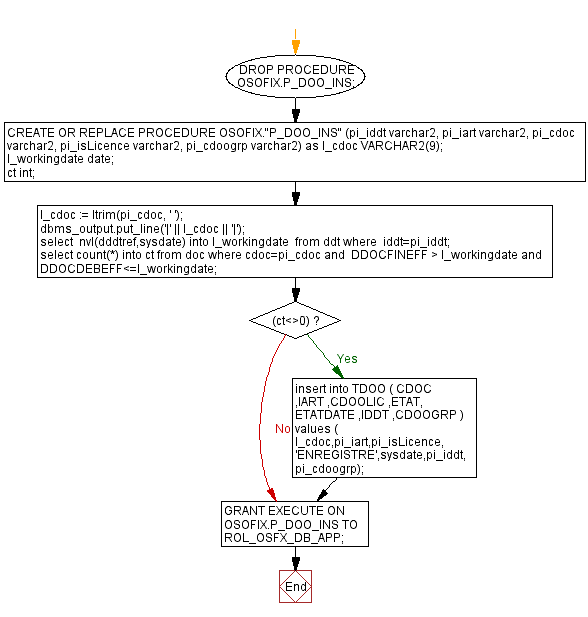 DROP PROCEDURE
OSOFIX.P_DOO_INS;
CREATE OR REPLACE PROCEDURE OSOFIX."P_DOO_INS" (pi_iddt varchar2, pi_iart varchar2, pi_cdoc
varchar2, pi_isLicence varchar2, pi_cdoogrp varchar2) as l_cdoc VARCHAR2(9);
l_workingdate date;
ct int;
l_cdoc := ltrim(pi_cdoc, ' ');
dbms_output.put_line('|' || l_cdoc || '|');
select nvl(dddtref,sysdate) into l_workingdate from ddt where iddt=pi_iddt;
select count(*) into ct from doc where cdoc=pi_cdoc and DDOCFINEFF > l_workingdate and
DDOCDEBEFF<=l_workingdate;
(ct<>0) ?
Yes
insert into TDOO ( CDOC
,IART ,CDOOLIC ,ETAT,
ETATDATE ,IDDT ,CDOOGRP )
values (
l_cdoc,pi_iart,pi_isLicence,
'ENREGISTRE',sysdate,pi_iddt,
pi_cdoogrp);
No
GRANT EXECUTE ON
OSOFIX.P_DOO_INS TO
ROL_OSFX_DB_APP;
End